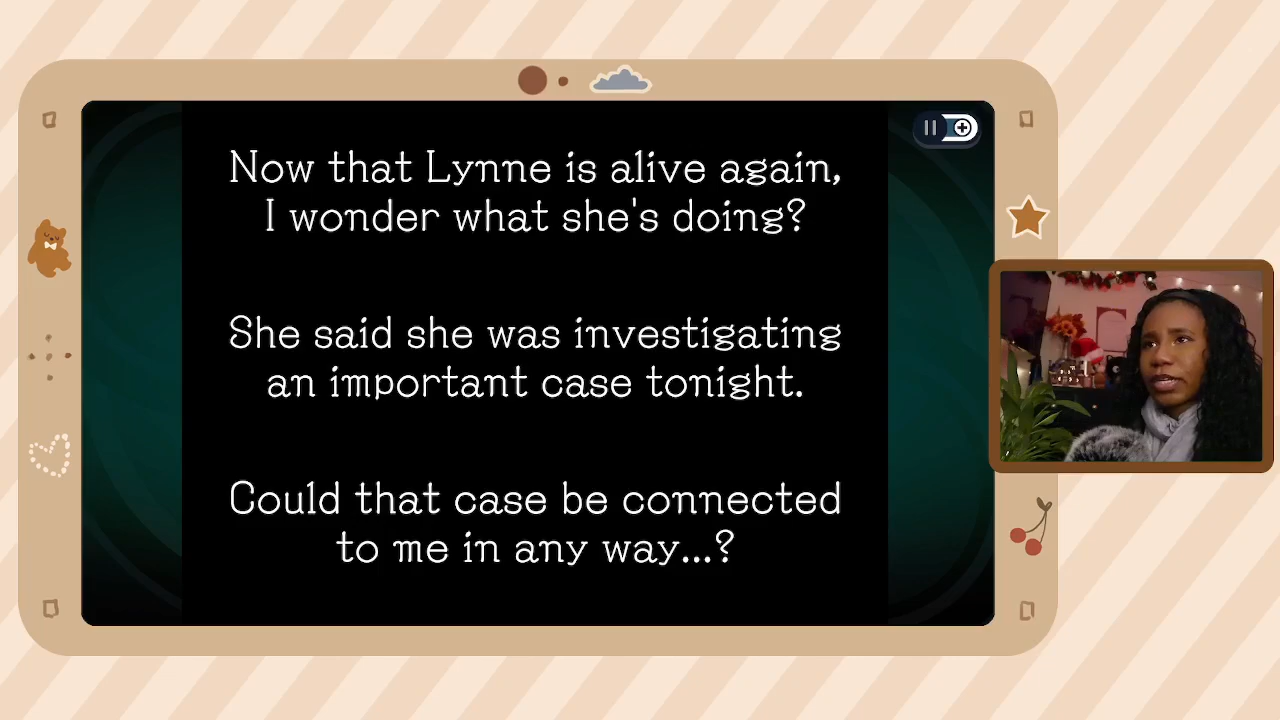 Now that Lynne is alive again,
I wonder what she's doing?
She said she was investigating
an important case tonight.
Could that case be connected
to me in any way...?